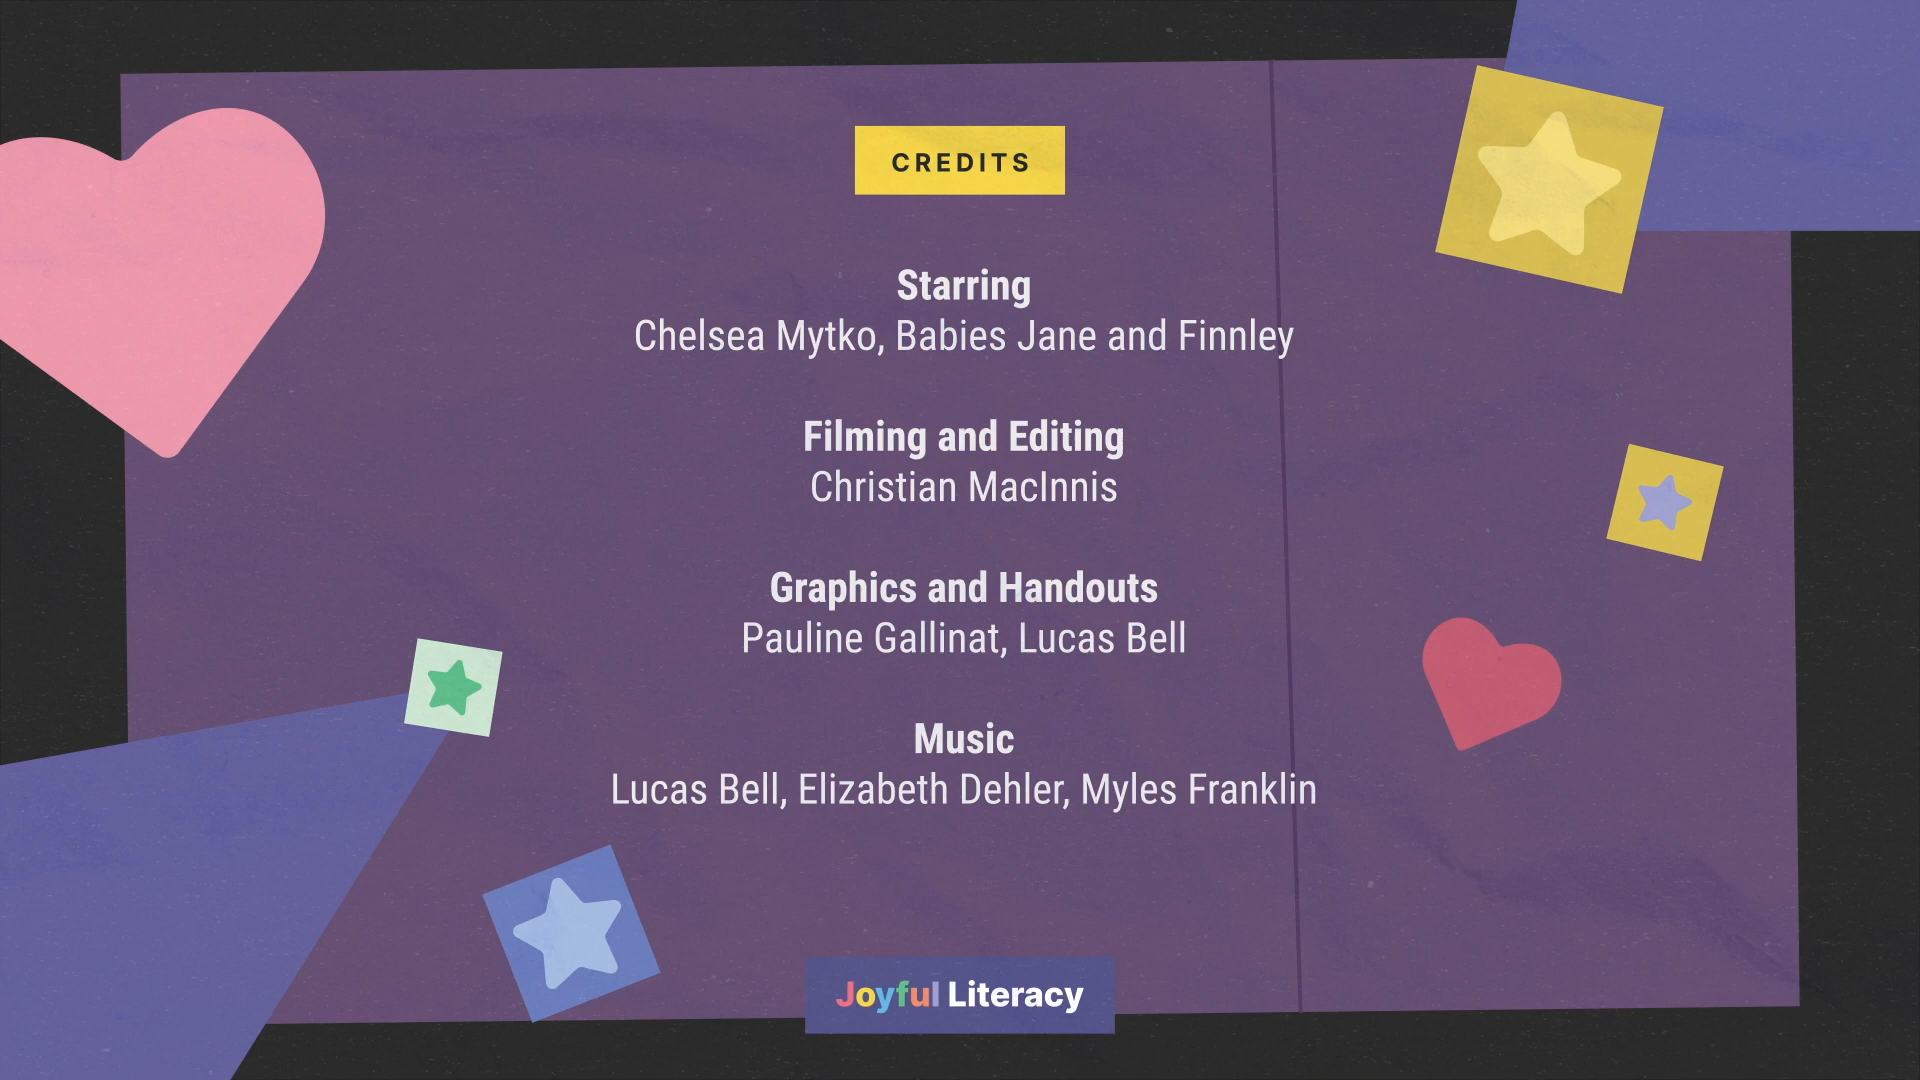 CREDITS
Starring
Chelsea Mytko, Babies Jane and Finnley
Filming and Editing
Christian MacInnis
Graphics and Handouts
Pauline Gallinat, Lucas Bell
Music
Lucas Bell, Elizabeth Dehler, Myles Franklin
Joyful Literacy